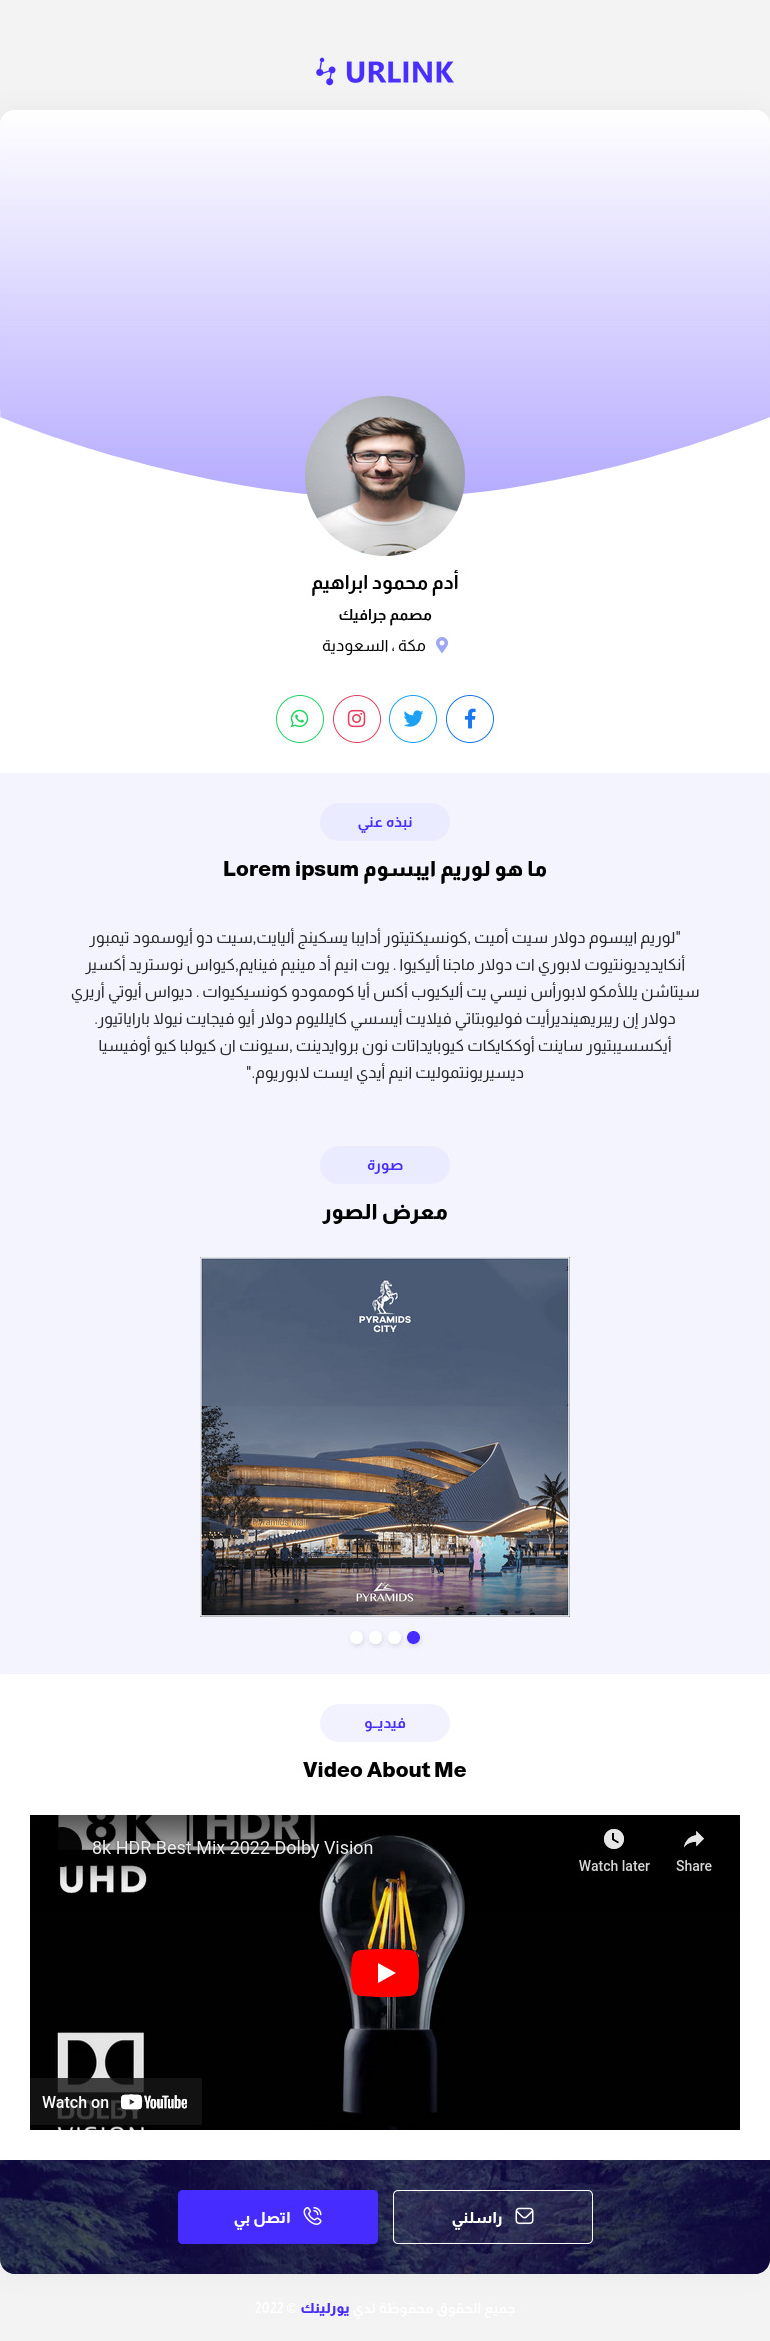 URLINK
أدم محمود ابراهيم
مصمم جرافيك
مكة ، السعودية
نبذه عني
ما هو لوريم ايبسوم Lorem ipsum
"لوريم ايبسوم دولار سيت أميت ,كونسيكتيتور أدايبا يسكينج أليايت,سيت دو أيوسمود تيمبور
أنكايديديونتيوت لابوري ات دولار ماجنا أليكيوا . يوت انيم أد مينيم فينايم,كيواس نوستريد أكسير
سيتاشن يللأمكو لابورأس نيسي يت أليكيوب أكس أيا كوممودو كونسيكيوات . ديواس أيوتي أريري
دولار إن ريبريهينديرأيت فوليوبتاتي فيلايت أيسسي كايلليوم دولار أيو فيجايت نيولا باراياتيور.
أيكسسيبتيور ساينت أوككايكات كيوبايداتات نون بروايدينت ,سيونت ان كيولبا كيو أوفيسيا
ديسيريونتموليت انيم أيدي ايست لابوريوم."
صورة
معرض الصور
PYRAMIDS
CITY
Pyramids Mall
PYRAMIDS
فيديــو
Video About Me
8K HDR
8k HDR Best Mix 2022 Dolby Vision
Watch later
Share
UHD
DOLBY
VISION
Watch on YouTube
راسلني
اتصل بي
جميع الحقوق محفوظة لدي يورلينك © 2022